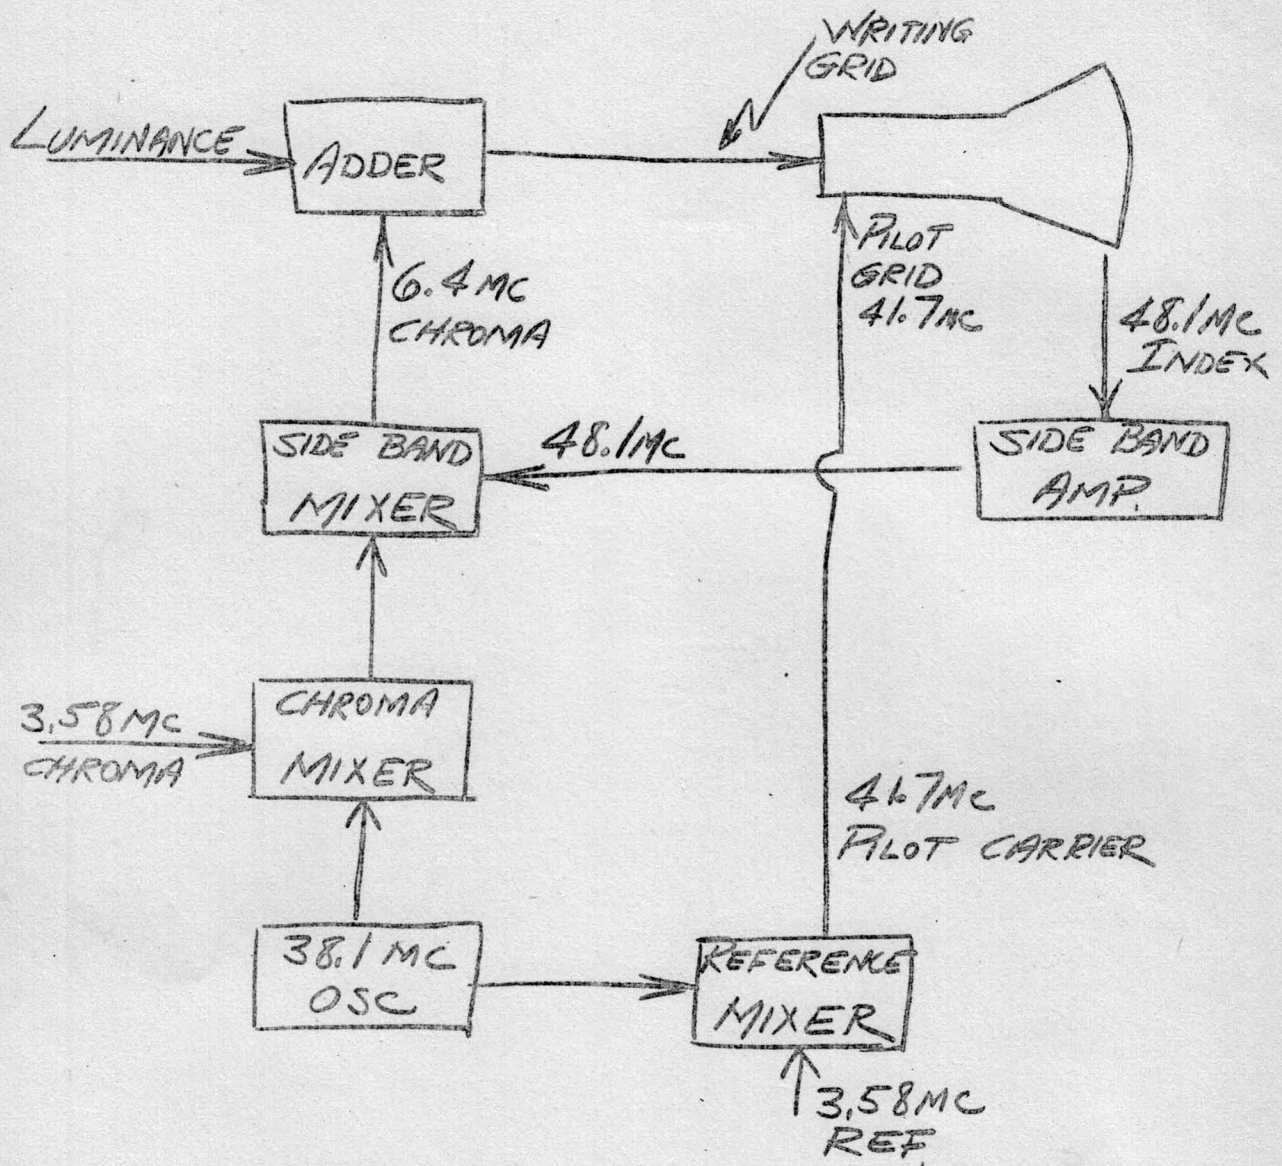 WRITING
GRID
LUMINANCE
ADDER
PILOT
GRID
41.7MC
6.4MC
CHROMA
48.1MC
INDEX
SIDE BAND
MIXER
48.1MC
SIDE BAND
AMP.
3.58MC
CHROMA
CHROMA
MIXER
41.7MC
PILOT CARRIER
38.1MC
OSC
REFERENCE
MIXER
3.58MC
REF.